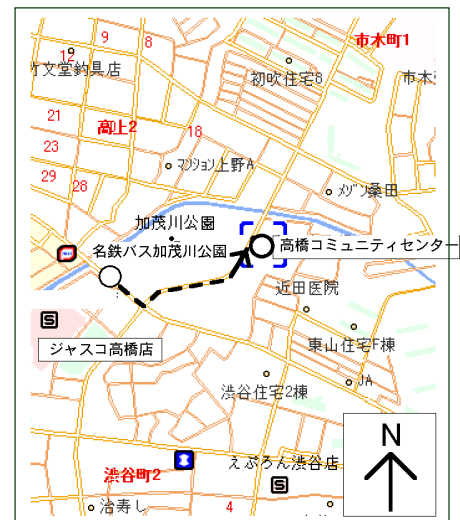 市木町1
9
8
12
竹文堂釣具店
初吹住宅8
市木
21
高上2
18
23
マンション上野A
29
28
メゾン桑田
加茂川公園
名鉄バス加茂川公園
高橋コミュニティセンター
近田医院
S
ジャスコ高橋店
東山住宅F棟
JA
渋谷住宅2棟
N
えぷろん渋谷店
渋谷町2
S
治寿し
4